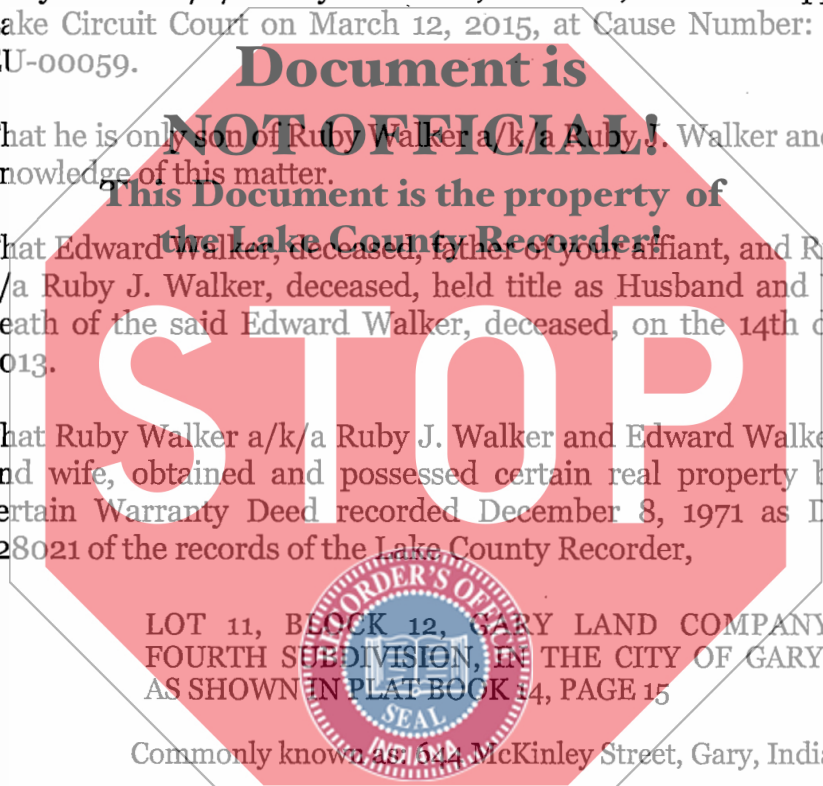 ake Circuit Court on March 12, 2015, at Cause Number:
U-00059.
Document is
NOT OFFICIAL!
hat he is only son of Ruby Walker a/k/a Ruby J. Walker and
nowledge of this matter.
This Document is the property of
the Lake County Recorder!
hat Edward Walker, deceased, father of your affiant, and R
/a Ruby J. Walker, deceased, held title as Husband and
eath of the said Edward Walker, deceased, on the 14th d
013.
STOP
hat Ruby Walker a/k/a Ruby J. Walker and Edward Walke
nd wife, obtained and possessed certain real property b
ertain Warranty Deed recorded December 8, 1971 as D
28021 of the records of the Lake County Recorder,
RECORDER'S OFFICE
LOT 11, BLOCK 12, GARY LAND COMPANY
FOURTH SUBDIVISION, IN THE CITY OF GARY
AS SHOWN IN PLAT BOOK 14, PAGE 15
SEAL
Commonly known as: 644 McKinley Street, Gary, India